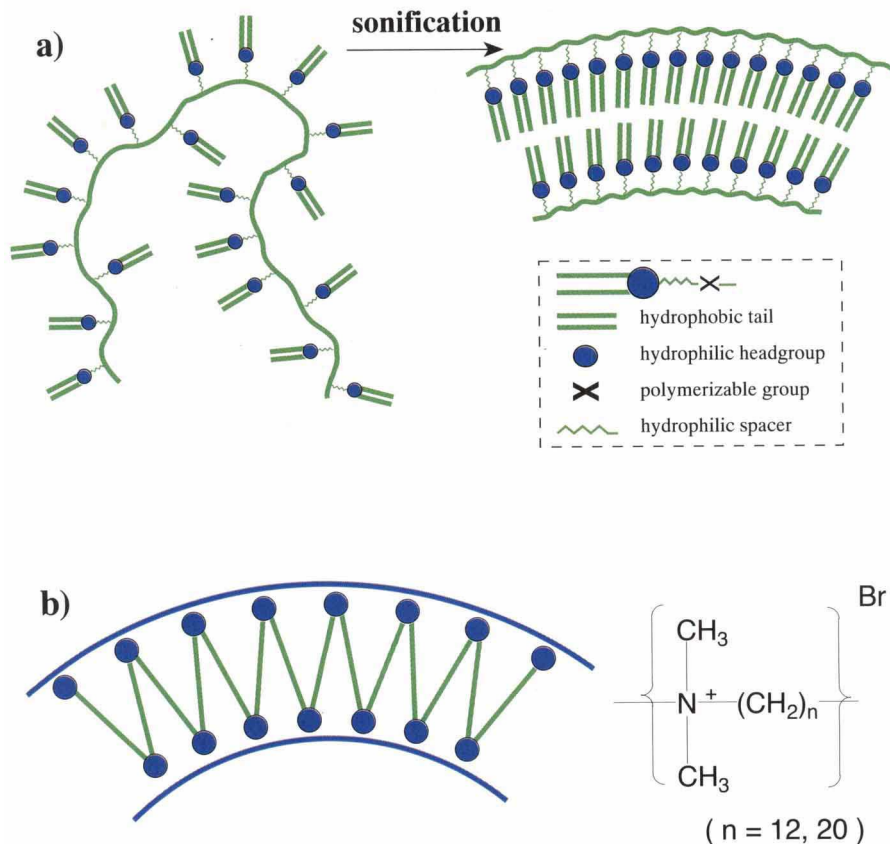 a)
sonification
hydrophobic tail
hydrophilic headgroup
X
polymerizable group
hydrophilic spacer
b)
Br
CH3
N + (CH2)n
CH3
( n = 12, 20 )